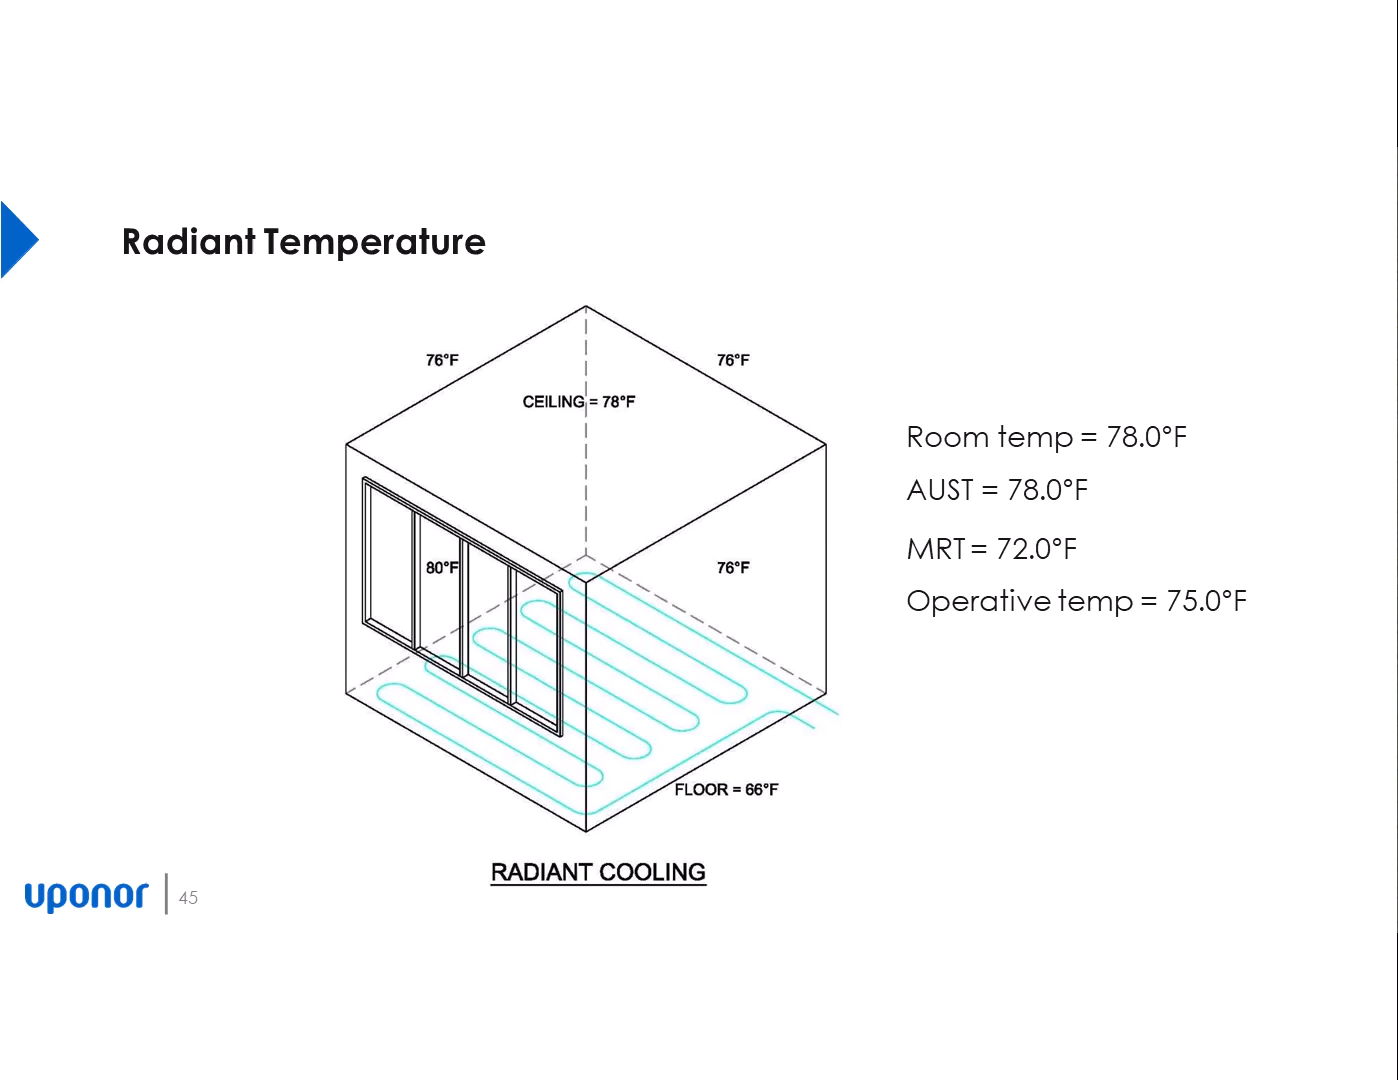 Radiant Temperature
76°F
76°F
CEILING = 78°F
80°F
76°F
FLOOR = 66°F
RADIANT COOLING
Room temp = 78.0°F
AUST = 78.0°F
MRT = 72.0°F
Operative temp = 75.0°F
uponor
45